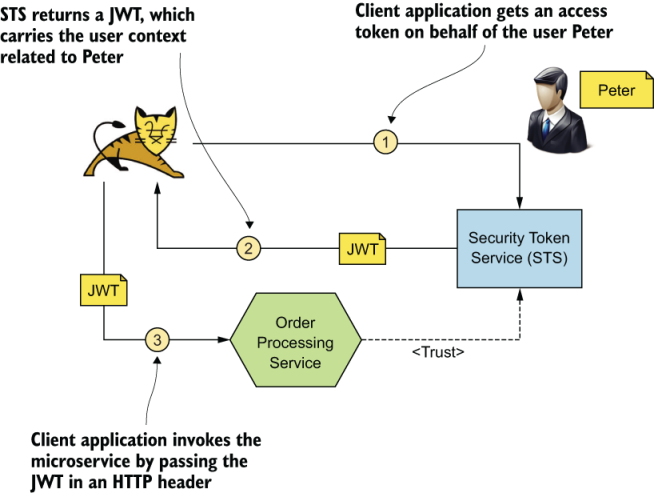 STS returns a JWT, which
carries the user context
related to Peter
Client application gets an access
token on behalf of the user Peter
Peter
1
2
JWT
Security Token
Service (STS)
JWT
3
Order
Processing
Service
<Trust>
Client application invokes the
microservice by passing the
JWT in an HTTP header